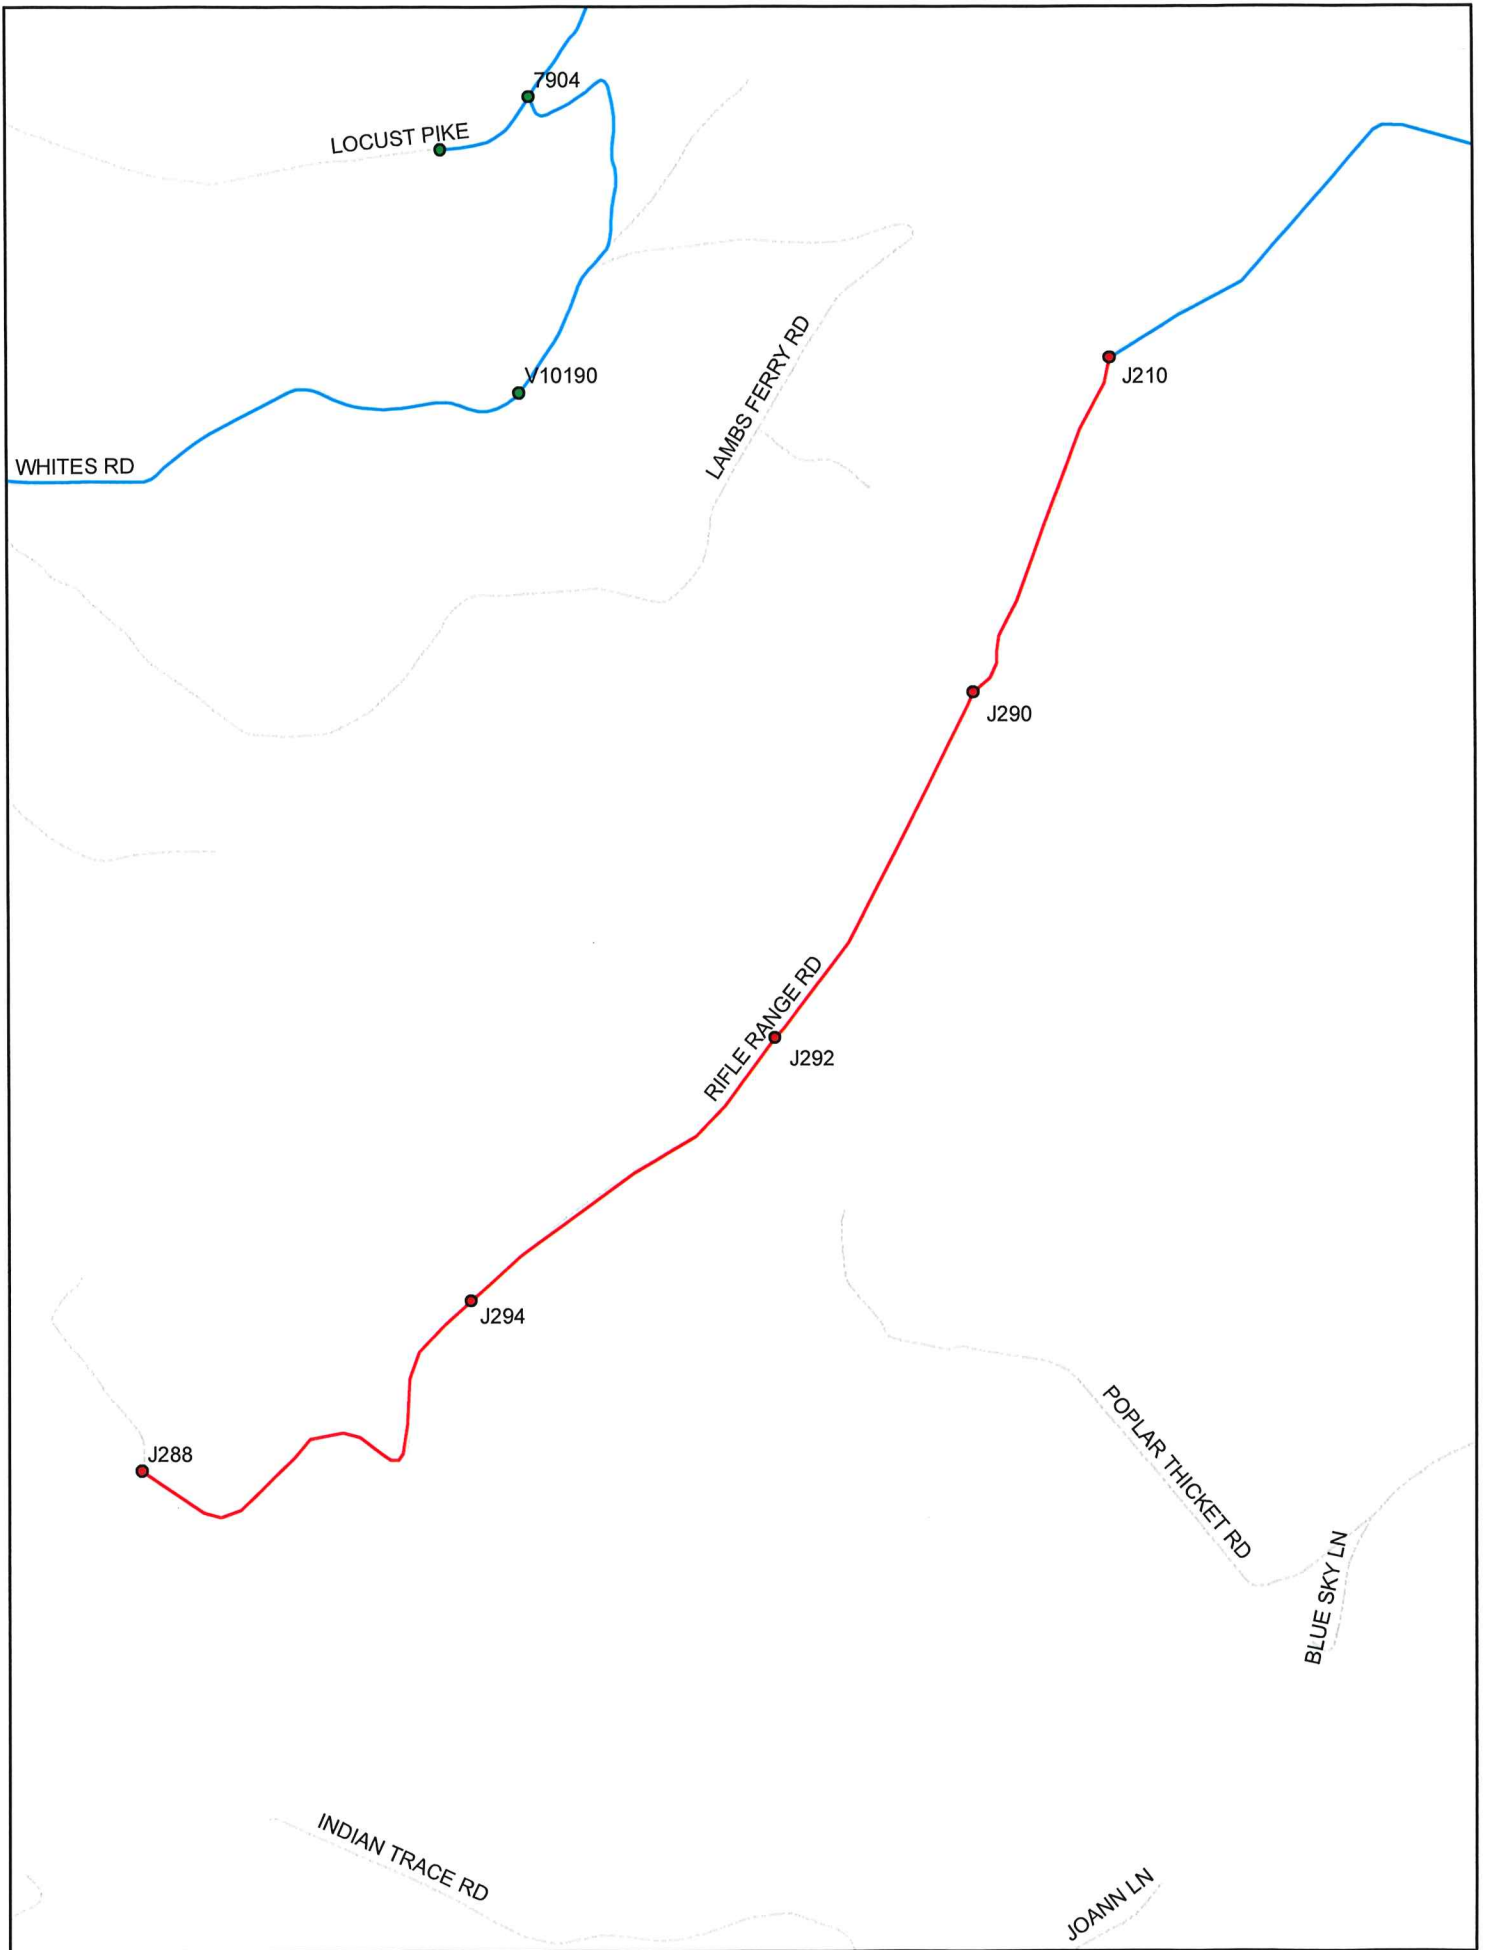 7904
LOCUST PIKE
V10190
J210
LAMBS FERRY RD
WHITES RD
J290
RIFLE RANGE RD
J292
J294
POPLAR THICKET RD
J288
BLUE SKY LN
INDIAN TRACE RD
JOANN LN